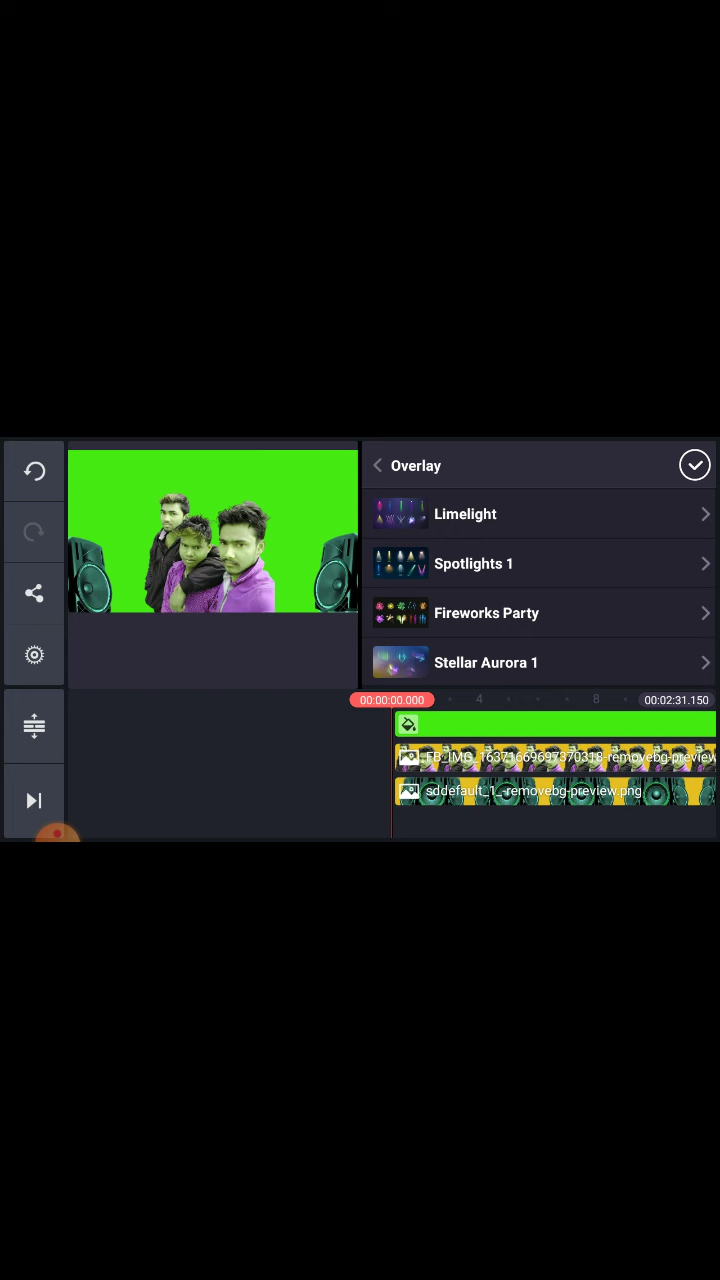 Overlay
Limelight
Spotlights 1
Fireworks Party
Stellar Aurora 1
00:00:00.000
4
8
00:02:31.150
FB_IMG_16371669697370318-removebg-preview
sddefault_1_-removebg-preview.png